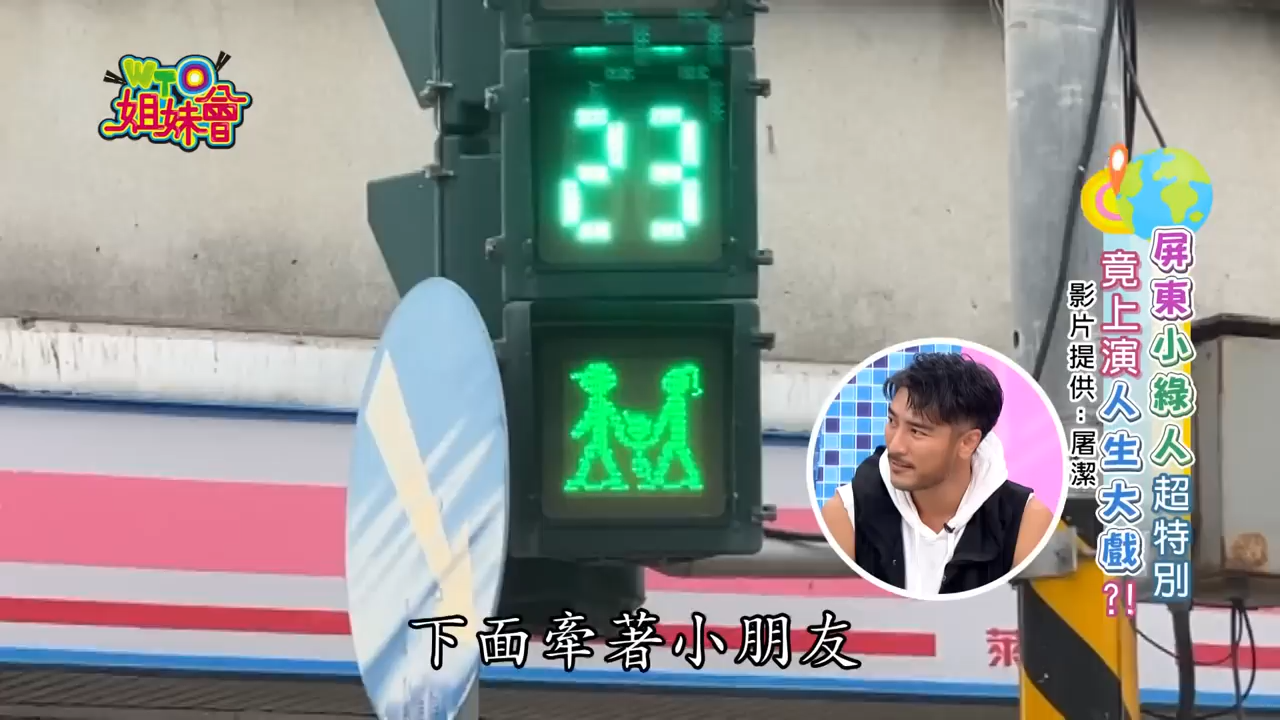 WTO
姐妹會
23
屏東小綠人超特別
竟上演人生大戲?!
影片提供:屠潔
萊
下面牽著小朋友